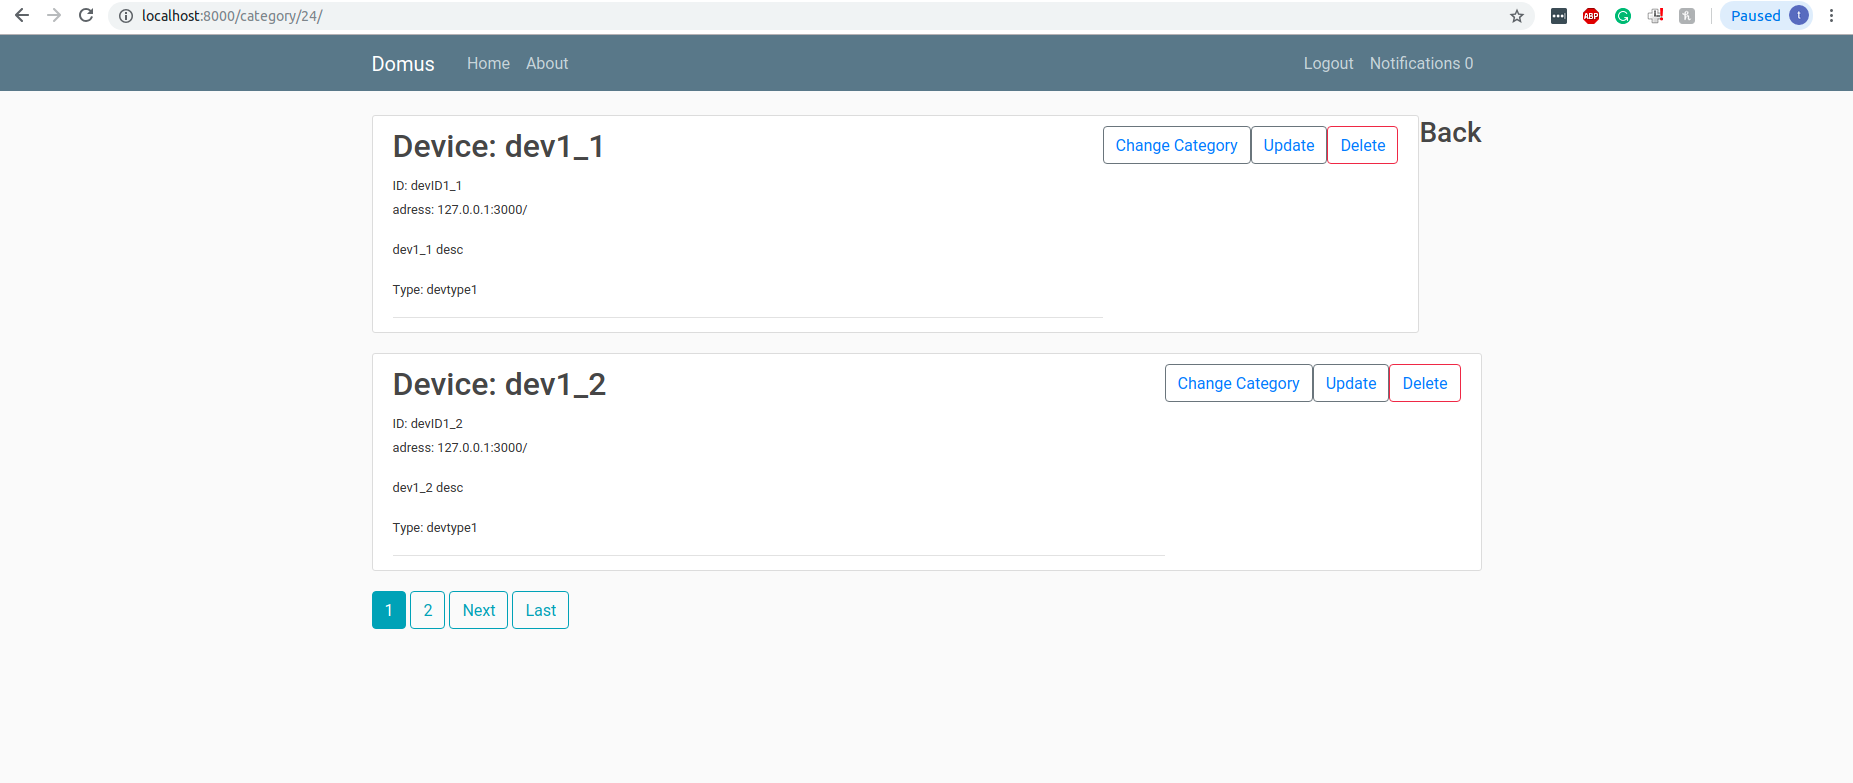 localhost:8000/category/24/
ABP
Paused t
Domus Home About Logout Notifications 0
Device: dev1_1 Change Category Update Delete Back
ID: devID1_1
adress: 127.0.0.1:3000/
dev1_1 desc
Type: devtype1
Device: dev1_2 Change Category Update Delete
ID: devID1_2
adress: 127.0.0.1:3000/
dev1_2 desc
Type: devtype1
1 2 Next Last